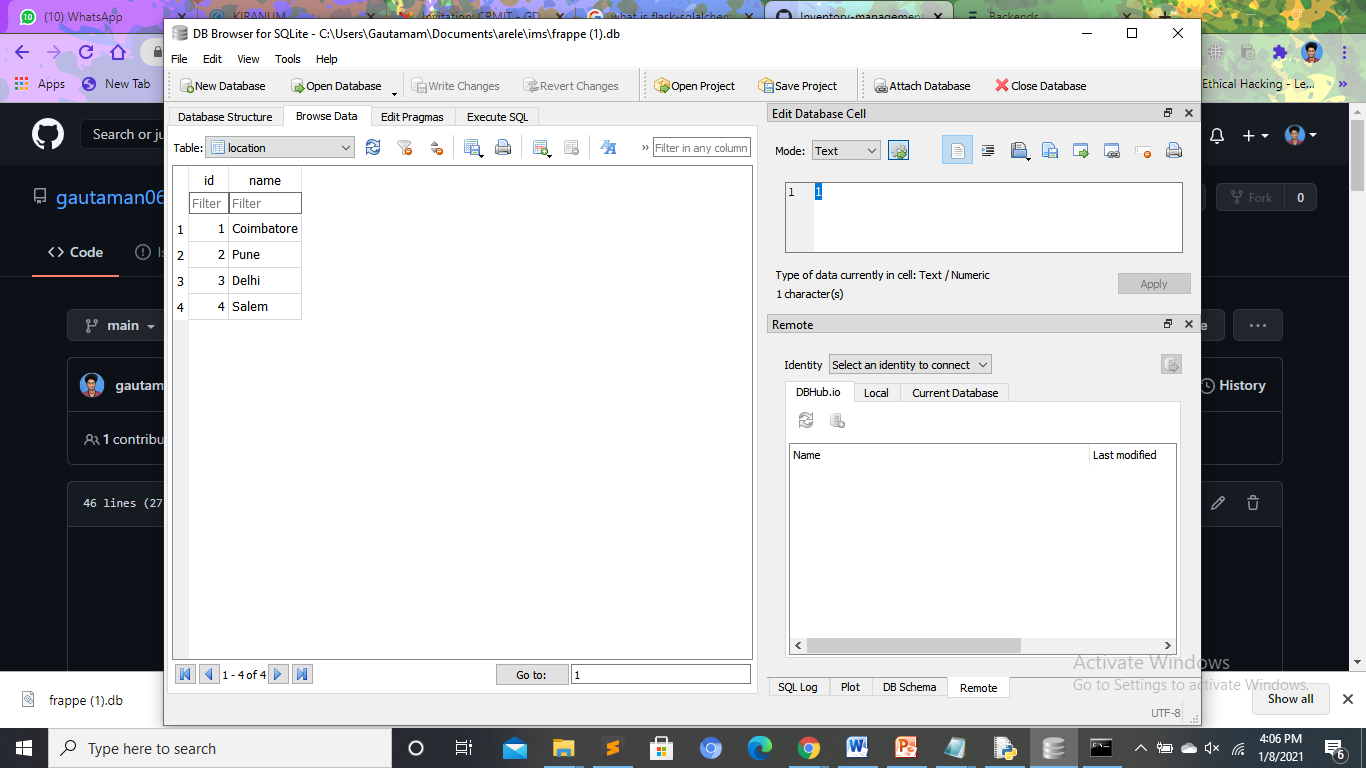 (10) WhatsApp
KIRANUM
Invitation: CRMIT - GD
what is flask-sqlalchem
Inventory-managemen
Backends
DB Browser for SQLite - C:\Users\Gautamam\Documents\arele\ims\frappe (1).db
File Edit View Tools Help
Apps New Tab
Ethical Hacking - Le... »
New Database Open Database Write Changes Revert Changes Open Project Save Project Attach Database Close Database
Database Structure Browse Data Edit Pragmas Execute SQL
Edit Database Cell
Search or ju
Table: location » Filter in any column
Mode: Text
id name
Filter Filter
1 1 Coimbatore
2 2 Pune
3 3 Delhi
4 4 Salem
1 1
Type of data currently in cell: Text / Numeric
1 character(s)
Apply
gautaman06
Fork 0
Code
Is
main
Remote
Identity Select an identity to connect
DBHub.io Local Current Database
Name Last modified
gautam
History
1 contribu
46 lines (27
1 - 4 of 4 Go to: 1
SQL Log Plot DB Schema Remote
UTF-8
Activate Windows
Go to Settings to activate Windows.
frappe (1).db
Show all
Type here to search
4:06 PM
1/8/2021
6